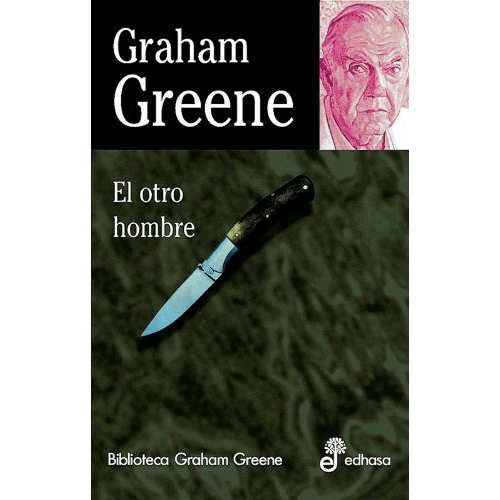 Graham
Greene
El otro
hombre
Biblioteca Graham Greene
edhasa